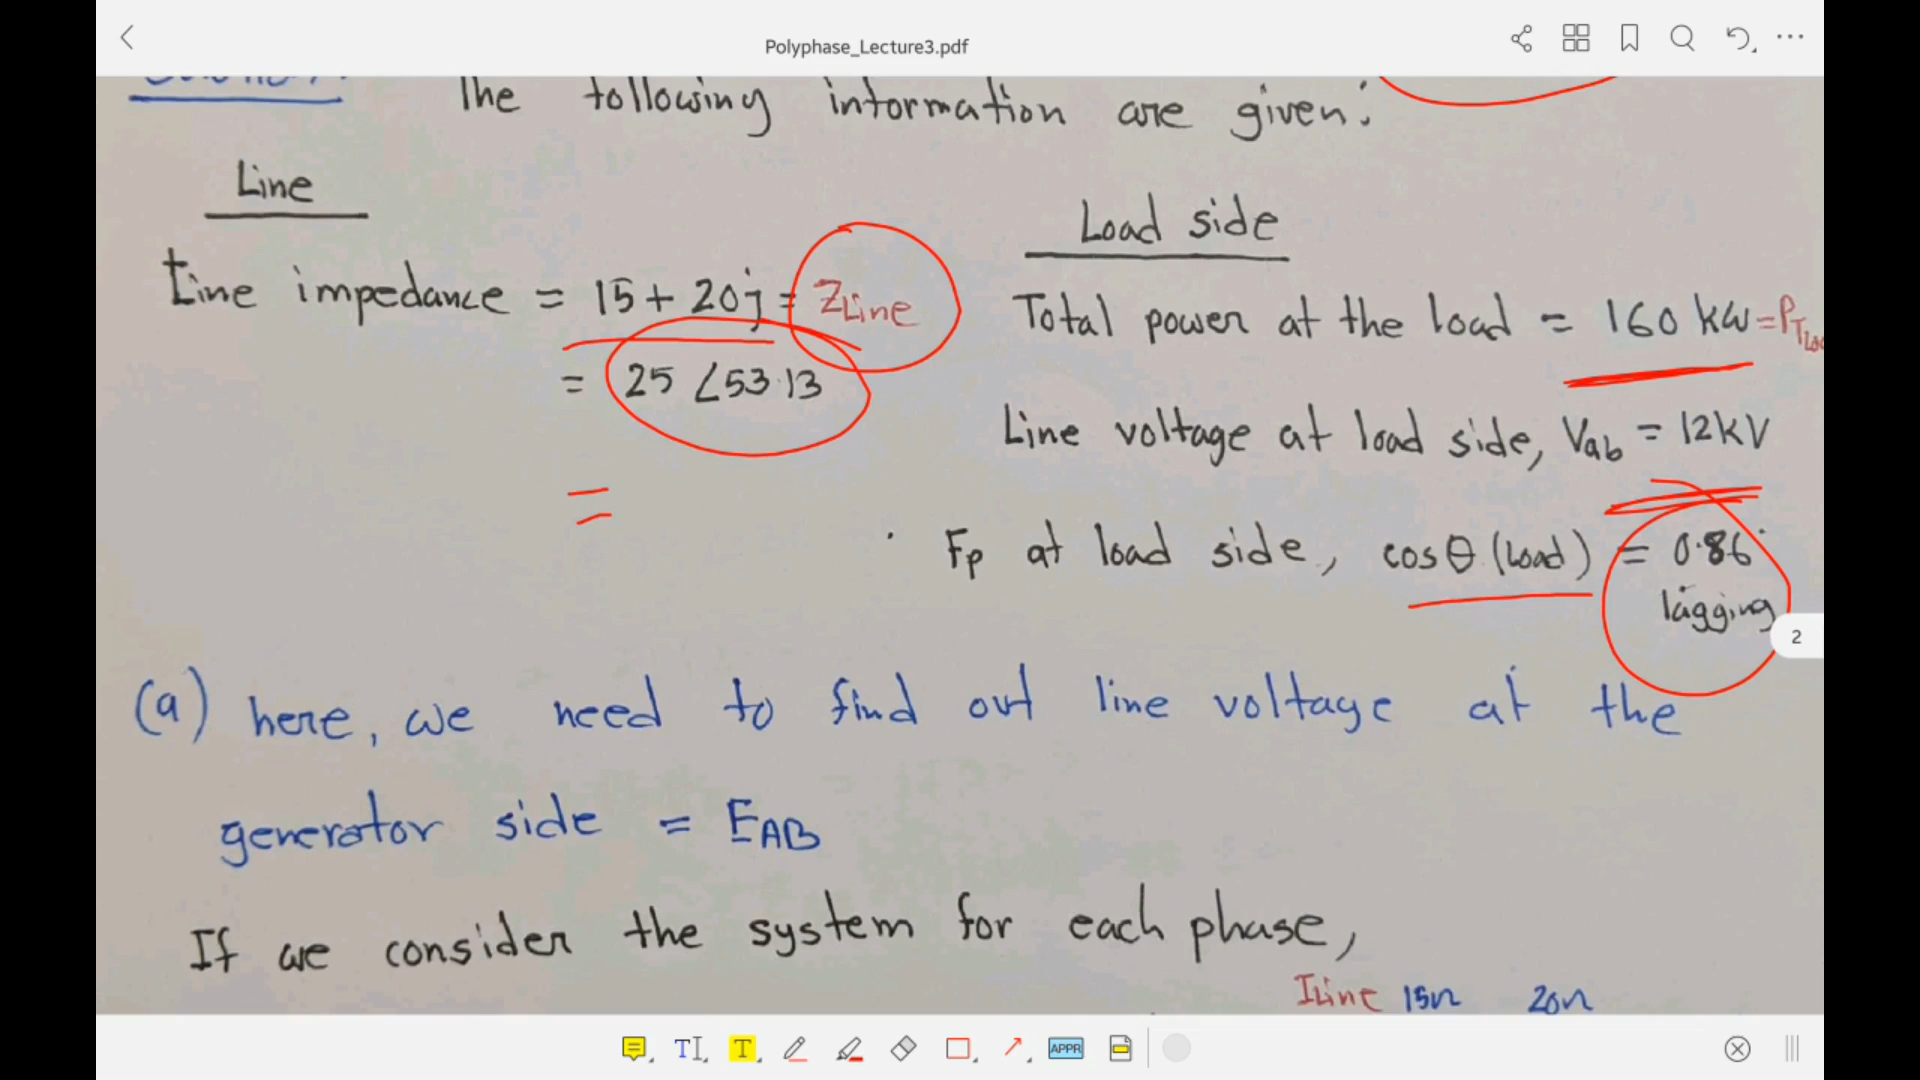 Polyphase_Lecture3.pdf
The following information are given:
Line
Line impedance = 15 + 20j = ZLine
= 25 ∠53.13
=
Load side
Total power at the load = 160 kW = PT
Line voltage at load side, Vab = 12kV
Fp at load side, cosθ (Load) = 0.86
lagging
2
(a) here, we need to find out line voltage at the
generator side = EAB
If we consider the system for each phase,
ILine 15Ω 20Ω
T T APPR